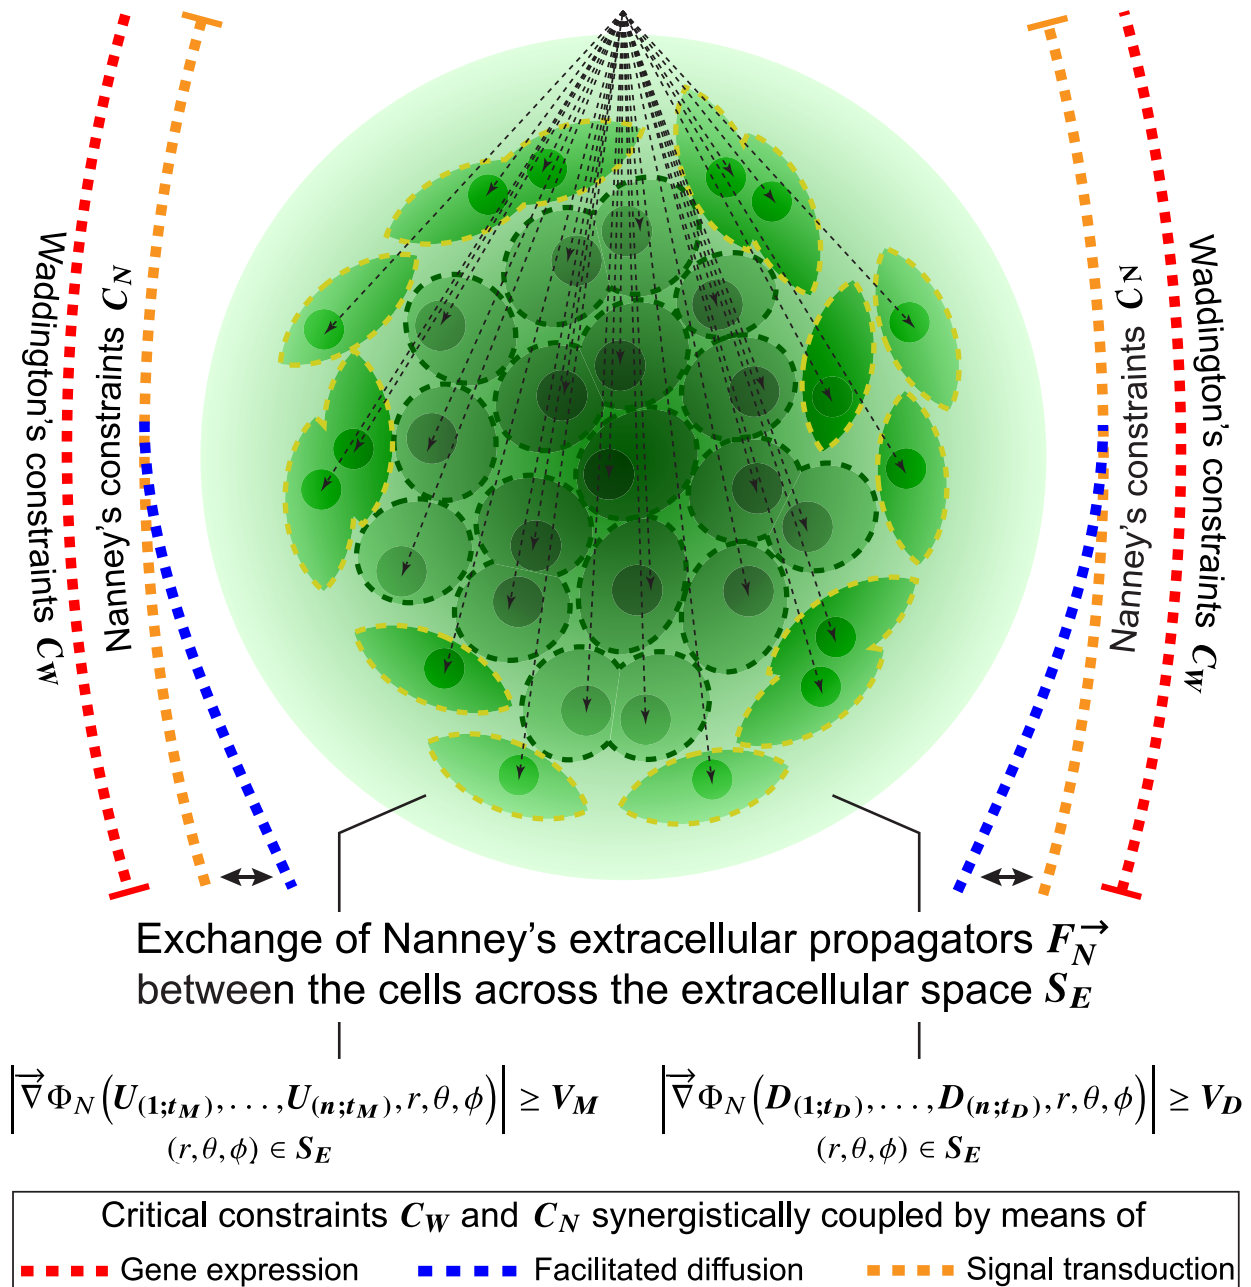 Waddington's constraints C_W
Nanney's constraints C_N
Nanney's constraints C_N
Waddington's constraints C_W
Exchange of Nanney's extracellular propagators F_N^→
between the cells across the extracellular space S_E
|∇⃗Φ_N(U_(1;t_M), . . . , U_(n;t_M), r, θ, ϕ)| ≥ V_M
(r, θ, ϕ) ∈ S_E
|∇⃗Φ_N(D_(1;t_D), . . . , D_(n;t_D), r, θ, ϕ)| ≥ V_D
(r, θ, ϕ) ∈ S_E
Critical constraints C_W and C_N synergistically coupled by means of
Gene expression Facilitated diffusion Signal transduction